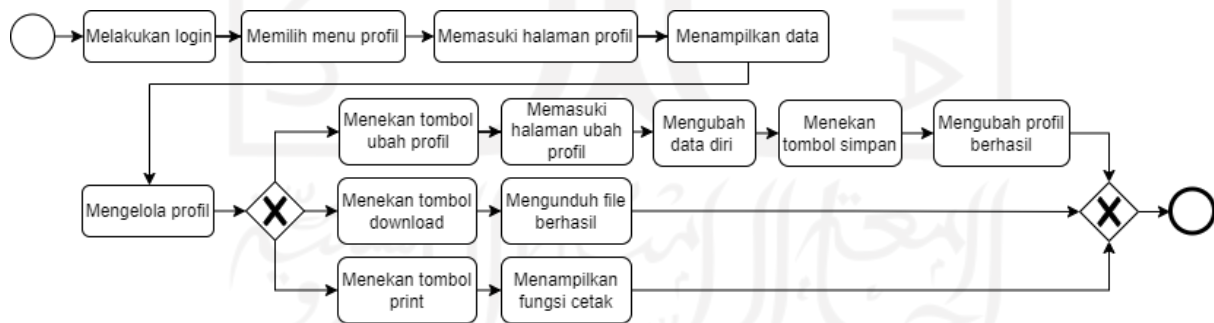 Melakukan login
Memilih menu profil
Memasuki halaman profil
Menampilkan data
Menekan tombol
ubah profil
Memasuki
halaman ubah
profil
Mengubah
data diri
Menekan
tombol simpan
Mengubah profil
berhasil
Mengelola profil
Menekan tombol
download
Mengunduh file
berhasil
Menekan tombol
print
Menampilkan
fungsi cetak